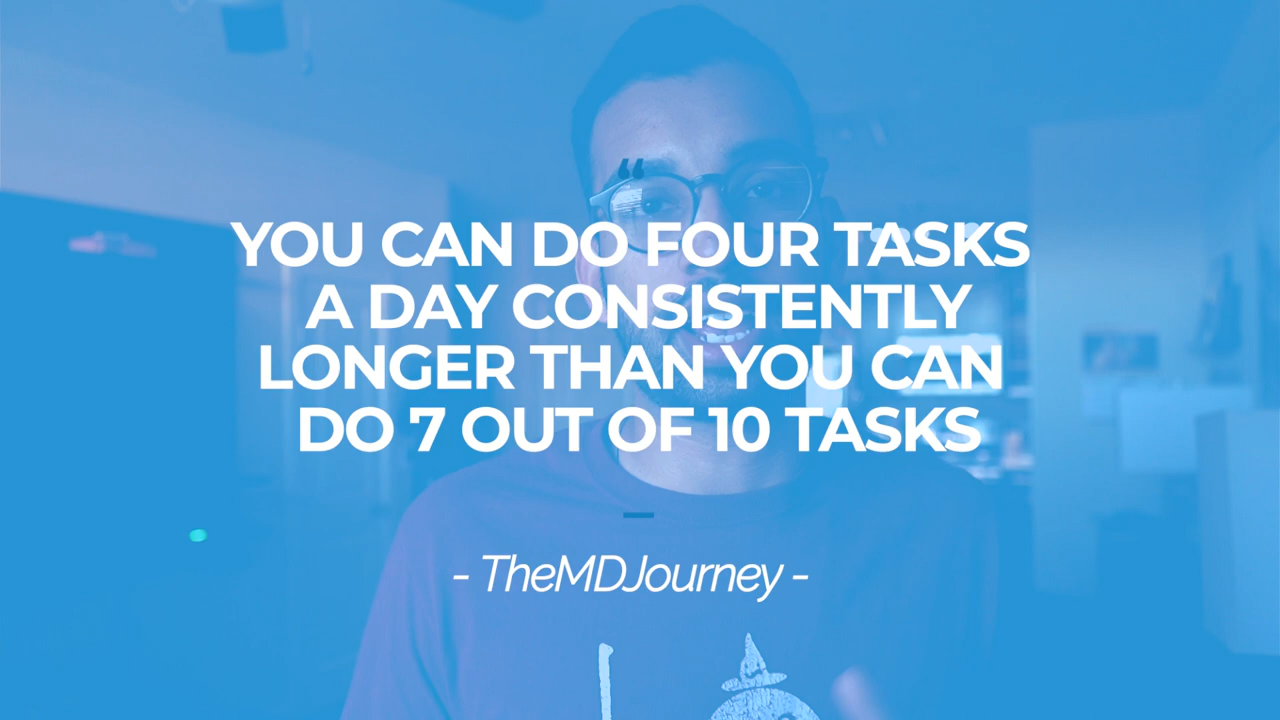 “
YOU CAN DO FOUR TASKS
A DAY CONSISTENTLY
LONGER THAN YOU CAN
DO 7 OUT OF 10 TASKS
- TheMDJourney -